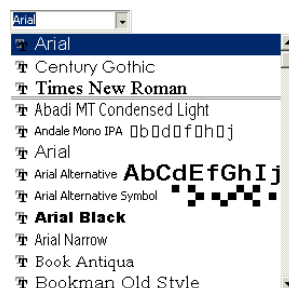 Arial
Arial
Century Gothic
Times New Roman
Abadi MT Condensed Light
Andale Mono IPA ▯b▯d▯f▯h▯j
Arial
Arial Alternative AbCdEfGhIj
Arial Alternative Symbol
Arial Black
Arial Narrow
Book Antiqua
Bookman Old Style